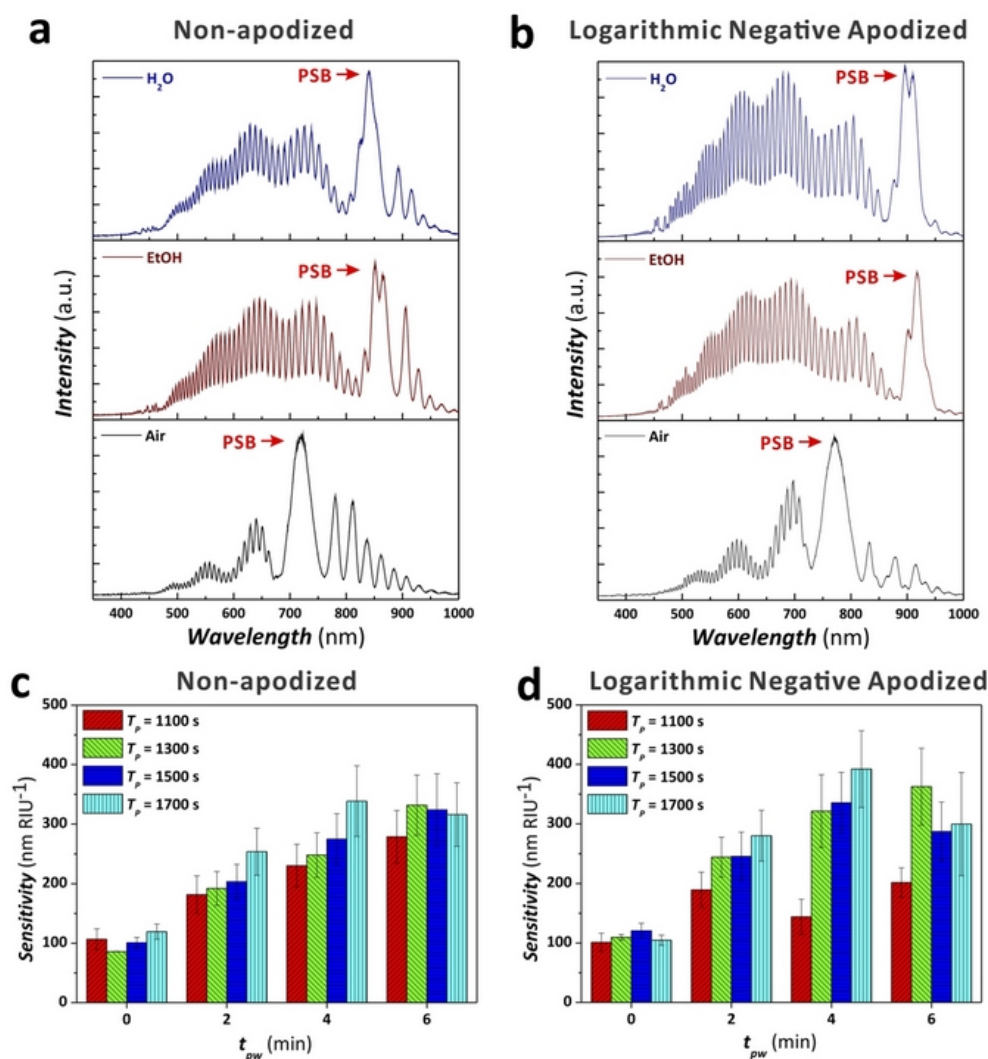 a
Non-apodized
H₂O
PSB
EtOH
PSB
Air
PSB
Intensity (a.u.)
400 500 600 700 800 900 1000
Wavelength (nm)
b
Logarithmic Negative Apodized
H₂O
PSB
EtOH
PSB
Air
PSB
Intensity (a.u.)
400 500 600 700 800 900 1000
Wavelength (nm)
c
Non-apodized
Tₚ = 1100 s
Tₚ = 1300 s
Tₚ = 1500 s
Tₚ = 1700 s
500
400
300
200
100
0
Sensitivity (nm RIU⁻¹)
0 2 4 6
t_pw (min)
d
Logarithmic Negative Apodized
Tₚ = 1100 s
Tₚ = 1300 s
Tₚ = 1500 s
Tₚ = 1700 s
500
400
300
200
100
0
Sensitivity (nm RIU⁻¹)
0 2 4 6
t_pw (min)